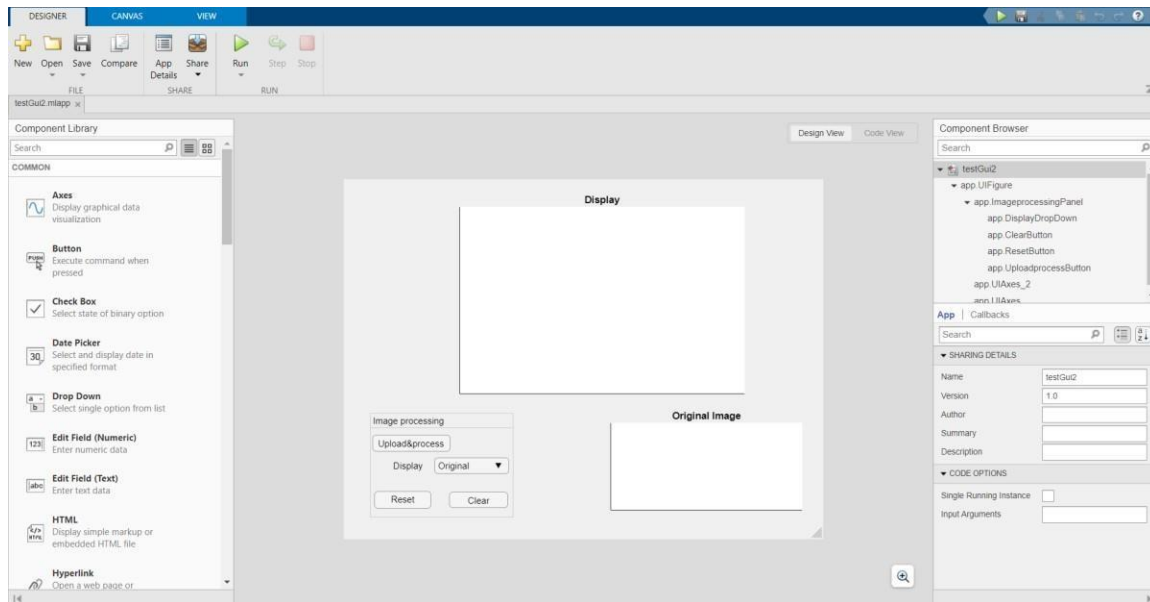 DESIGNER CANVAS VIEW
New Open Save Compare App Details Share Run Step Stop
FILE SHARE RUN
testGui2.mlapp
Component Library
Search
COMMON
Axes
Display graphical data
visualization
Button
Execute command when
pressed
Check Box
Select state of binary option
Date Picker
Select and display date in
specified format
Drop Down
Select single option from list
Edit Field (Numeric)
Enter numeric data
Edit Field (Text)
Enter text data
HTML
Display simple markup or
embedded HTML file
Hyperlink
Open a web page or
Design View Code View
Display
Image processing
Upload&process
Display Original
Reset Clear
Original Image
Component Browser
Search
testGui2
app.UIFigure
app.ImageprocessingPanel
app.DisplayDropDown
app.ClearButton
app.ResetButton
app.UploadprocessButton
app.UIAxes_2
app.UIAxes
App | Callbacks
Search
SHARING DETAILS
Name testGui2
Version 1.0
Author
Summary
Description
CODE OPTIONS
Single Running Instance
Input Arguments